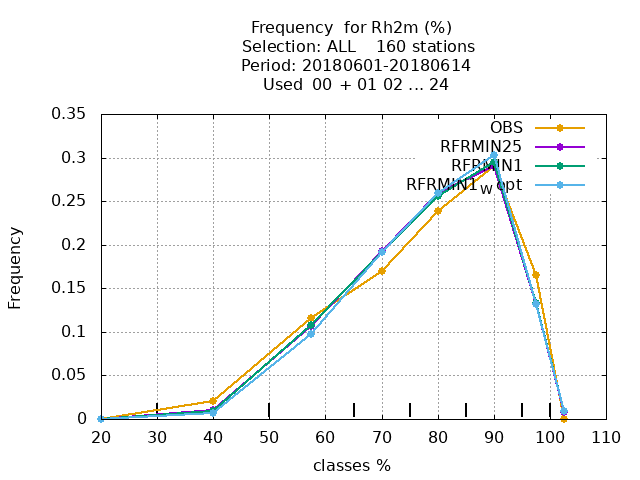 Frequency for Rh2m (%)
Selection: ALL 160 stations
Period: 20180601-20180614
Used 00 + 01 02 ... 24
0.35
0.3
0.25
0.2
0.15
0.1
0.05
0
Frequency
OBS
RFRMIN25
RFRMIN1
RFRMIN1W opt
20 30 40 50 60 70 80 90 100 110
classes %